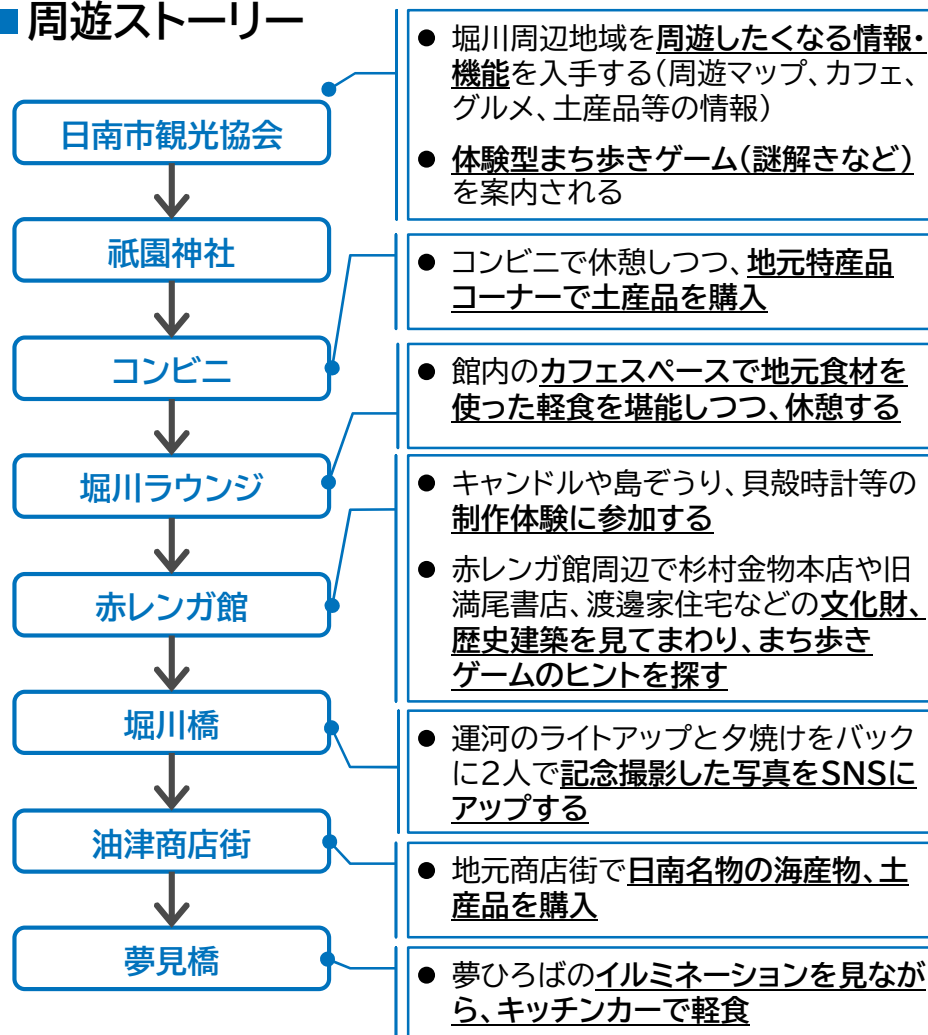 ■周遊ストーリー
日南市観光協会
祇園神社
コンビニ
堀川ラウンジ
赤レンガ館
堀川橋
油津商店街
夢見橋
● 堀川周辺地域を周遊したくなる情報・
機能を入手する(周遊マップ、カフェ、
グルメ、土産品等の情報)
● 体験型まち歩きゲーム(謎解きなど)
を案内される
● コンビニで休憩しつつ、地元特産品
コーナーで土産品を購入
● 館内のカフェスペースで地元食材を
使った軽食を堪能しつつ、休憩する
● キャンドルや島ぞうり、貝殻時計等の
制作体験に参加する
● 赤レンガ館周辺で杉村金物本店や旧
満尾書店、渡邊家住宅などの文化財、
歴史建築を見てまわり、まち歩き
ゲームのヒントを探す
● 運河のライトアップと夕焼けをバック
に2人で記念撮影した写真をSNSに
アップする
● 地元商店街で日南名物の海産物、土
産品を購入
● 夢ひろばのイルミネーションを見なが
ら、キッチンカーで軽食